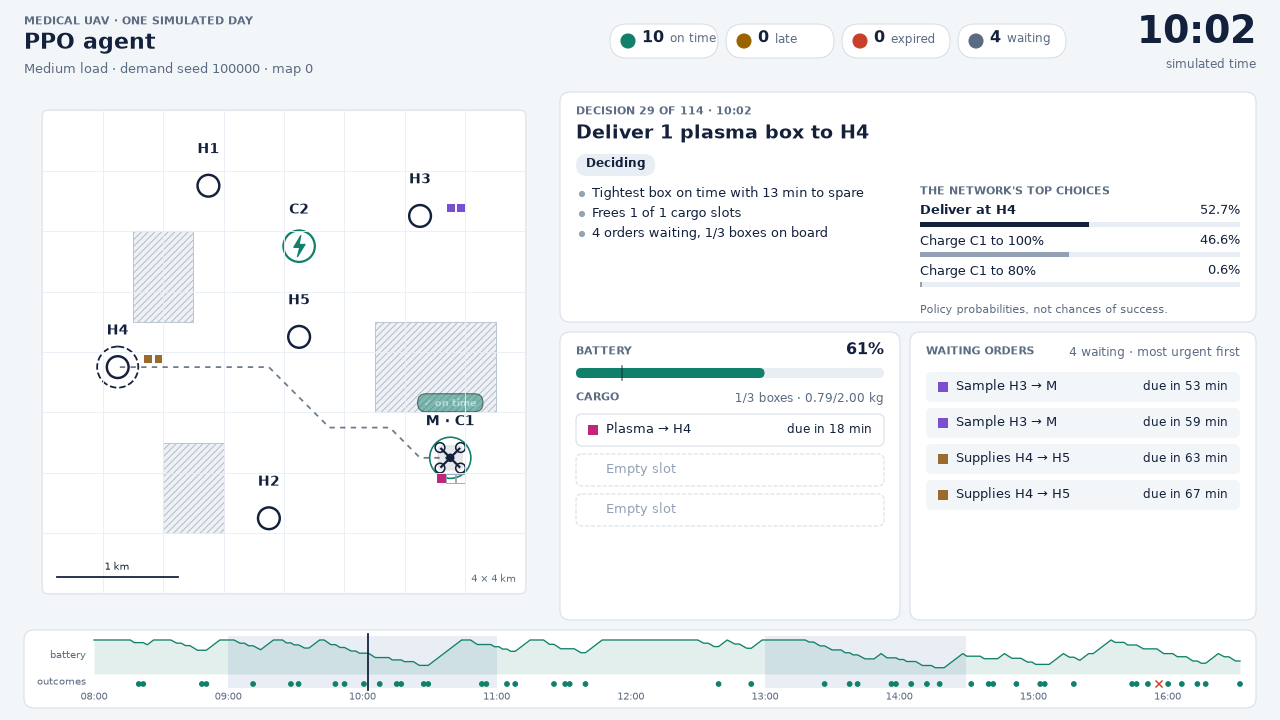 MEDICAL UAV · ONE SIMULATED DAY
PPO agent
Medium load · demand seed 100000 · map 0
10 on time
0 late
0 expired
4 waiting
10:02
simulated time
H1
H3
C2
H5
H4
✓ on time
M · C1
H2
1 km
4 × 4 km
DECISION 29 OF 114 · 10:02
Deliver 1 plasma box to H4
Deciding
Tightest box on time with 13 min to spare
Frees 1 of 1 cargo slots
4 orders waiting, 1/3 boxes on board
THE NETWORK'S TOP CHOICES
Deliver at H4 52.7%
Charge C1 to 100% 46.6%
Charge C1 to 80% 0.6%
Policy probabilities, not chances of success.
BATTERY 61%
CARGO 1/3 boxes · 0.79/2.00 kg
Plasma → H4 due in 18 min
Empty slot
Empty slot
WAITING ORDERS 4 waiting · most urgent first
Sample H3 → M due in 53 min
Sample H3 → M due in 59 min
Supplies H4 → H5 due in 63 min
Supplies H4 → H5 due in 67 min
battery
outcomes
08:00 09:00 10:00 11:00 12:00 13:00 14:00 15:00 16:00